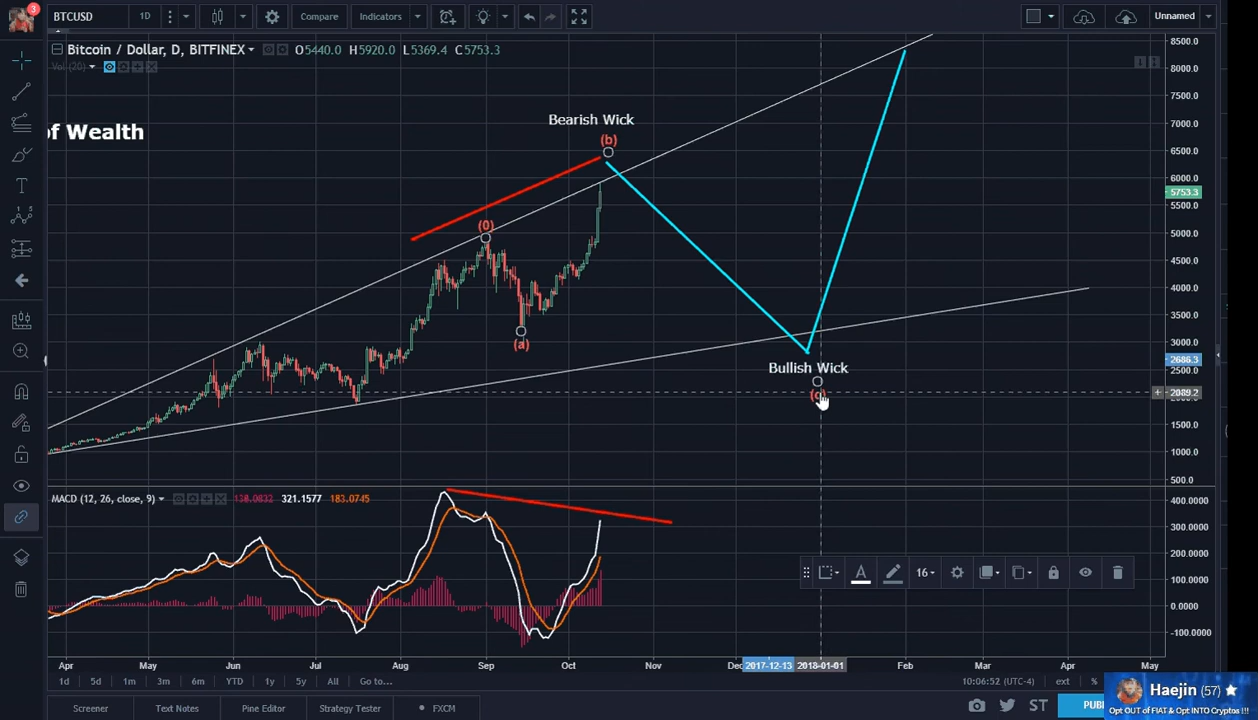 3
BTCUSD
1D
Compare
Indicators
Unnamed
Bitcoin / Dollar, D, BITFINEX
O5440.0 H5920.0 L5369.4 C5753.3
Vol (20)
of Wealth
Bearish Wick
(b)
(0)
(a)
Bullish Wick
8500.0
8000.0
7500.0
7000.0
6500.0
6000.0
5753.3
5500.0
5000.0
4500.0
4000.0
3500.0
3000.0
2686.3
2500.0
2089.2
1500.0
1000.0
500.0
MACD (12, 26, close, 9) 138.0832 321.1577 183.0745
400.0000
300.0000
200.0000
100.0000
0.0000
-100.0000
16
Apr May Jun Jul Aug Sep Oct Nov Dec 2017-12-13 2018-01-01 Feb Mar Apr May
1d 5d 1m 3m 6m YTD 1y 5y All Go to...
10:06:52 (UTC-4) ext %
Screener Text Notes Pine Editor Strategy Tester FXCM
ST
PUB
Haejin (57)
Opt OUT of FIAT & Opt INTO Cryptos !!!